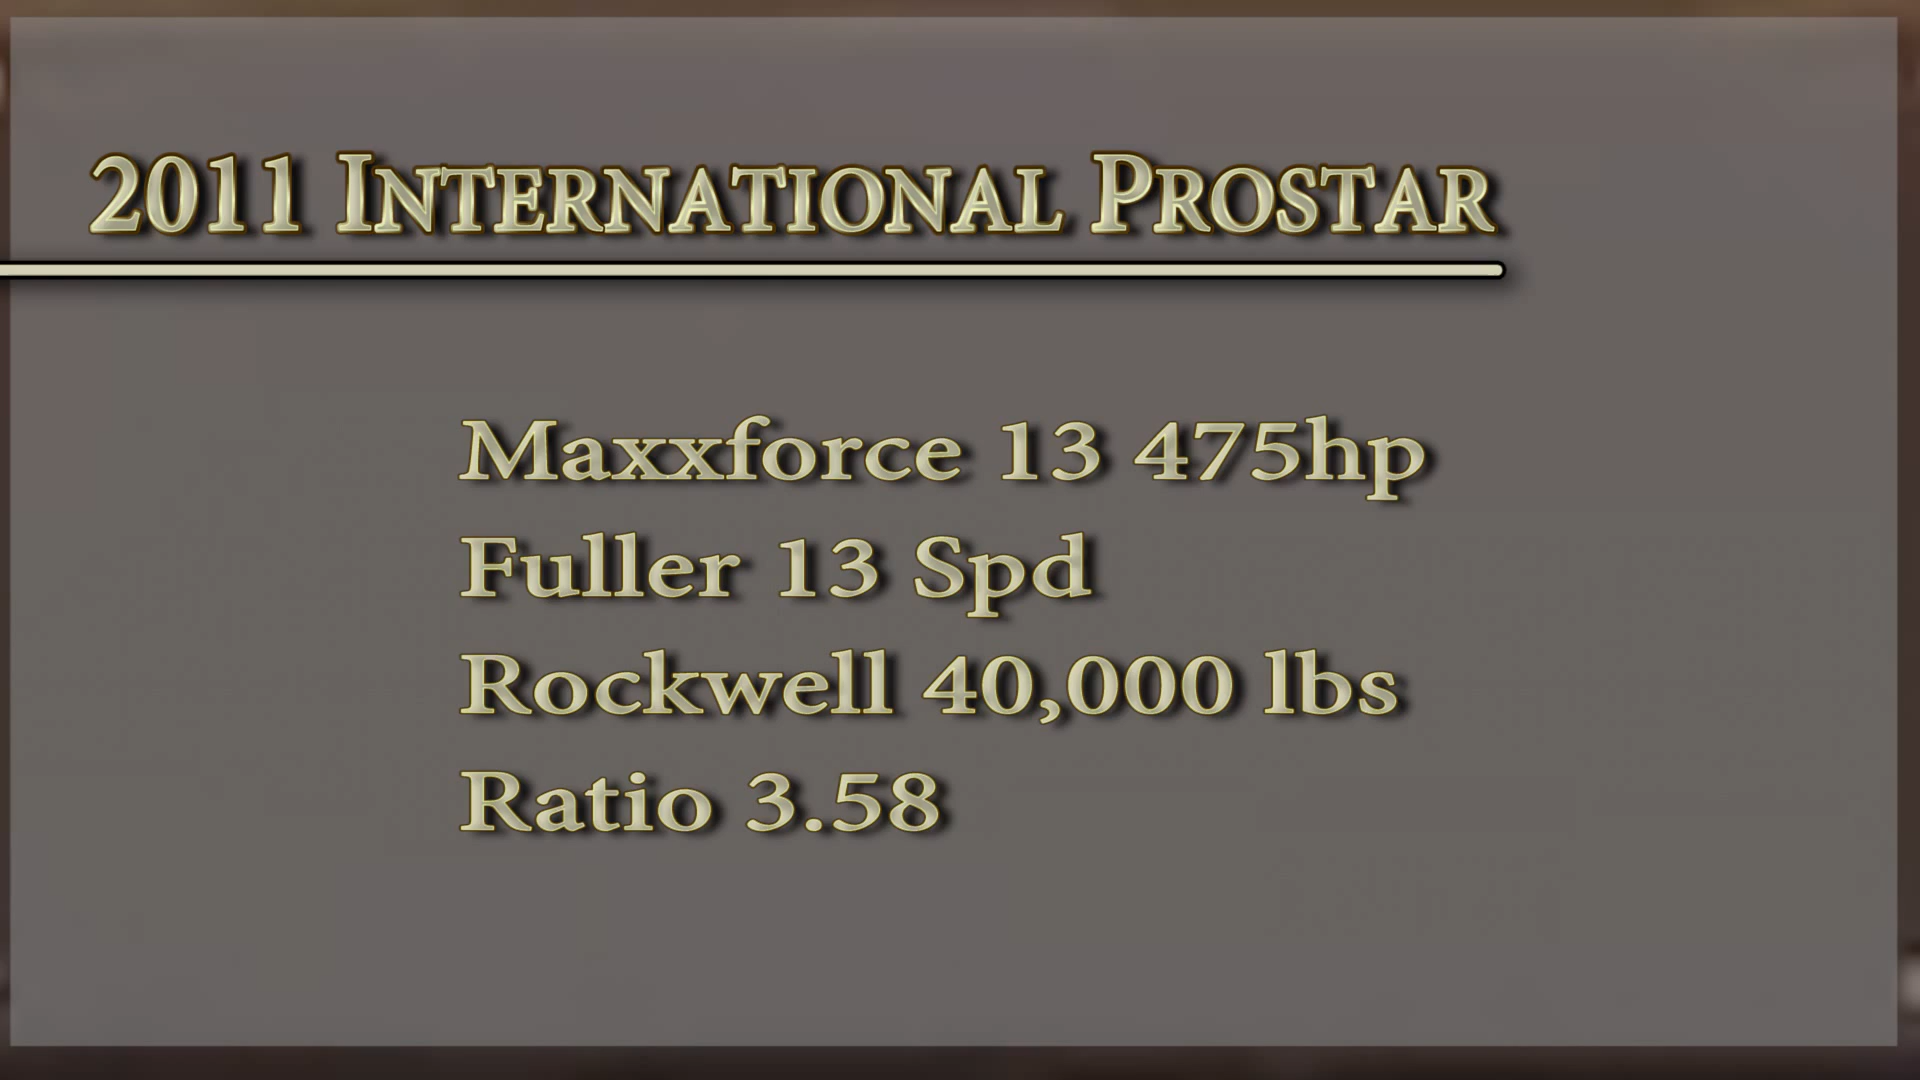 2011 International Prostar
Maxxforce 13 475hp
Fuller 13 Spd
Rockwell 40,000 lbs
Ratio 3.58